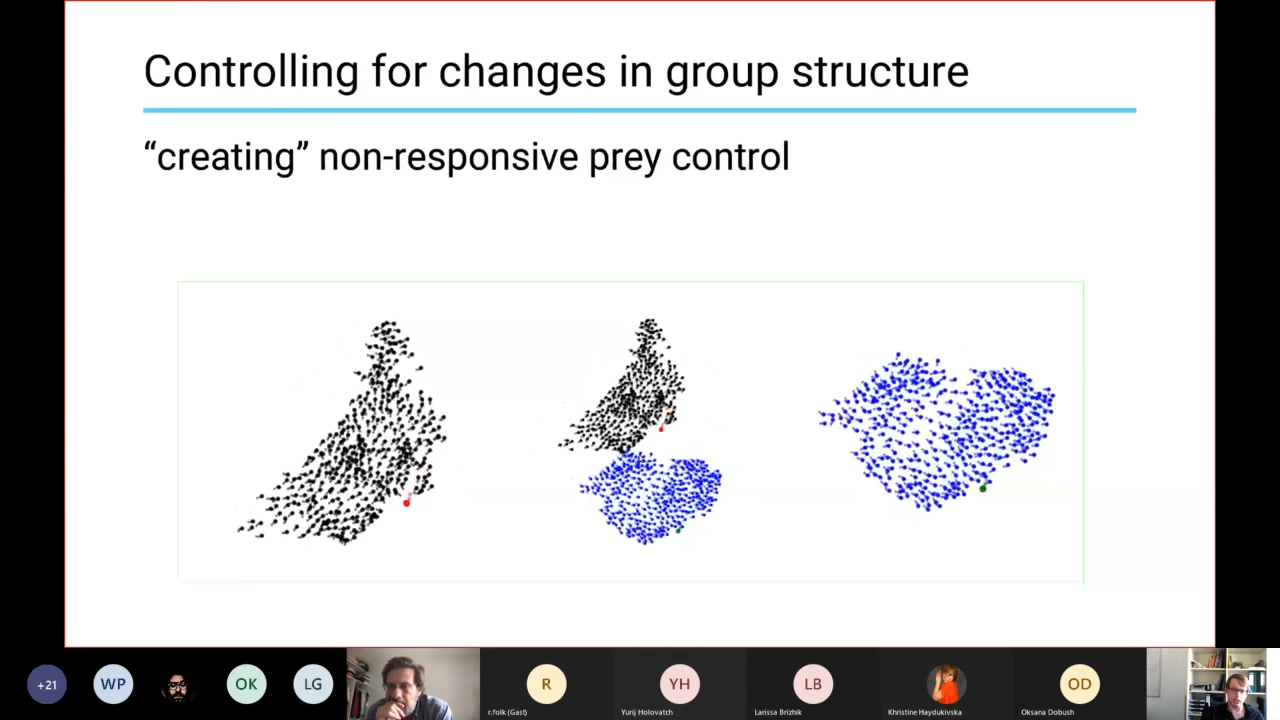 Controlling for changes in group structure
“creating” non-responsive prey control
+21
WP
OK
LG
R
YH
LB
OD
r.folk (Gast)
Yurij Holovatch
Larissa Brizhik
Khristine Haydukivska
Oksana Dobush